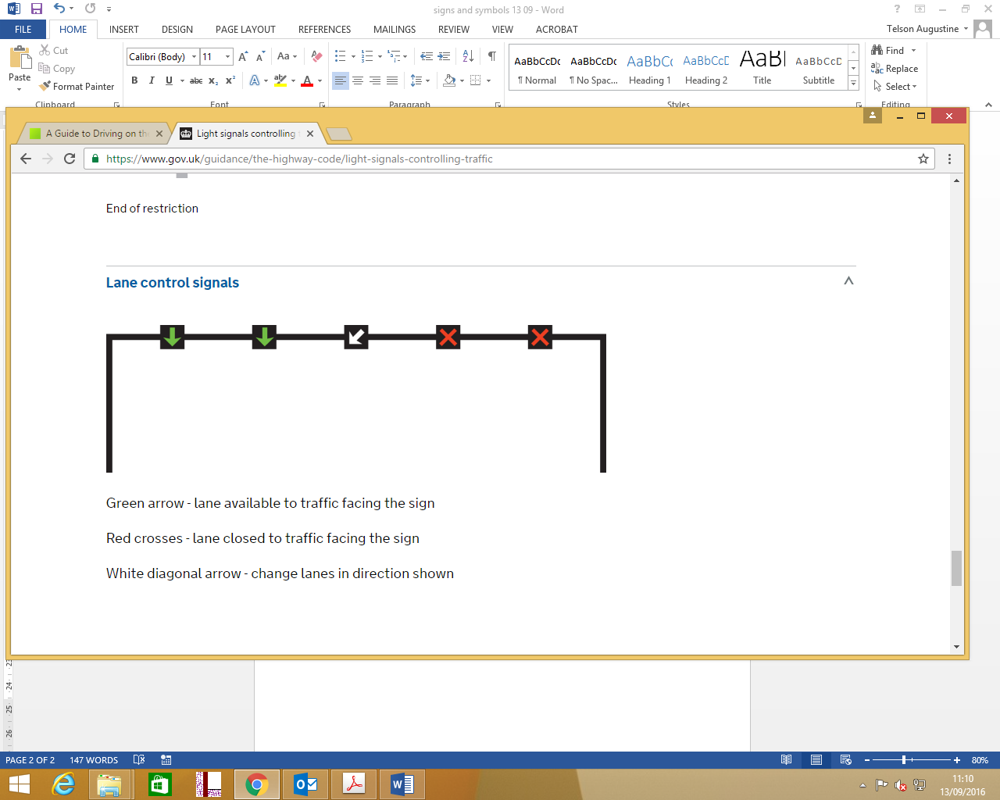 signs and symbols 13 09 - Word
FILE HOME INSERT DESIGN PAGE LAYOUT REFERENCES MAILINGS REVIEW VIEW ACROBAT Telson Augustine
Paste
Cut
Copy
Format Painter
Clipboard
Calibri (Body) 11
Font
Paragraph
AaBbCcDc AaBbCcDc AaBbCc AaBbCcD AaBl AaBbCcD
¶ Normal ¶ No Spac... Heading 1 Heading 2 Title Subtitle
Styles
Find
Replace
Select
Editing
A Guide to Driving on the Light signals controlling
https://www.gov.uk/guidance/the-highway-code/light-signals-controlling-traffic
End of restriction
Lane control signals
Green arrow - lane available to traffic facing the sign
Red crosses - lane closed to traffic facing the sign
White diagonal arrow - change lanes in direction shown
23
24
25
26
PAGE 2 OF 2 147 WORDS 80%
11:10
13/09/2016